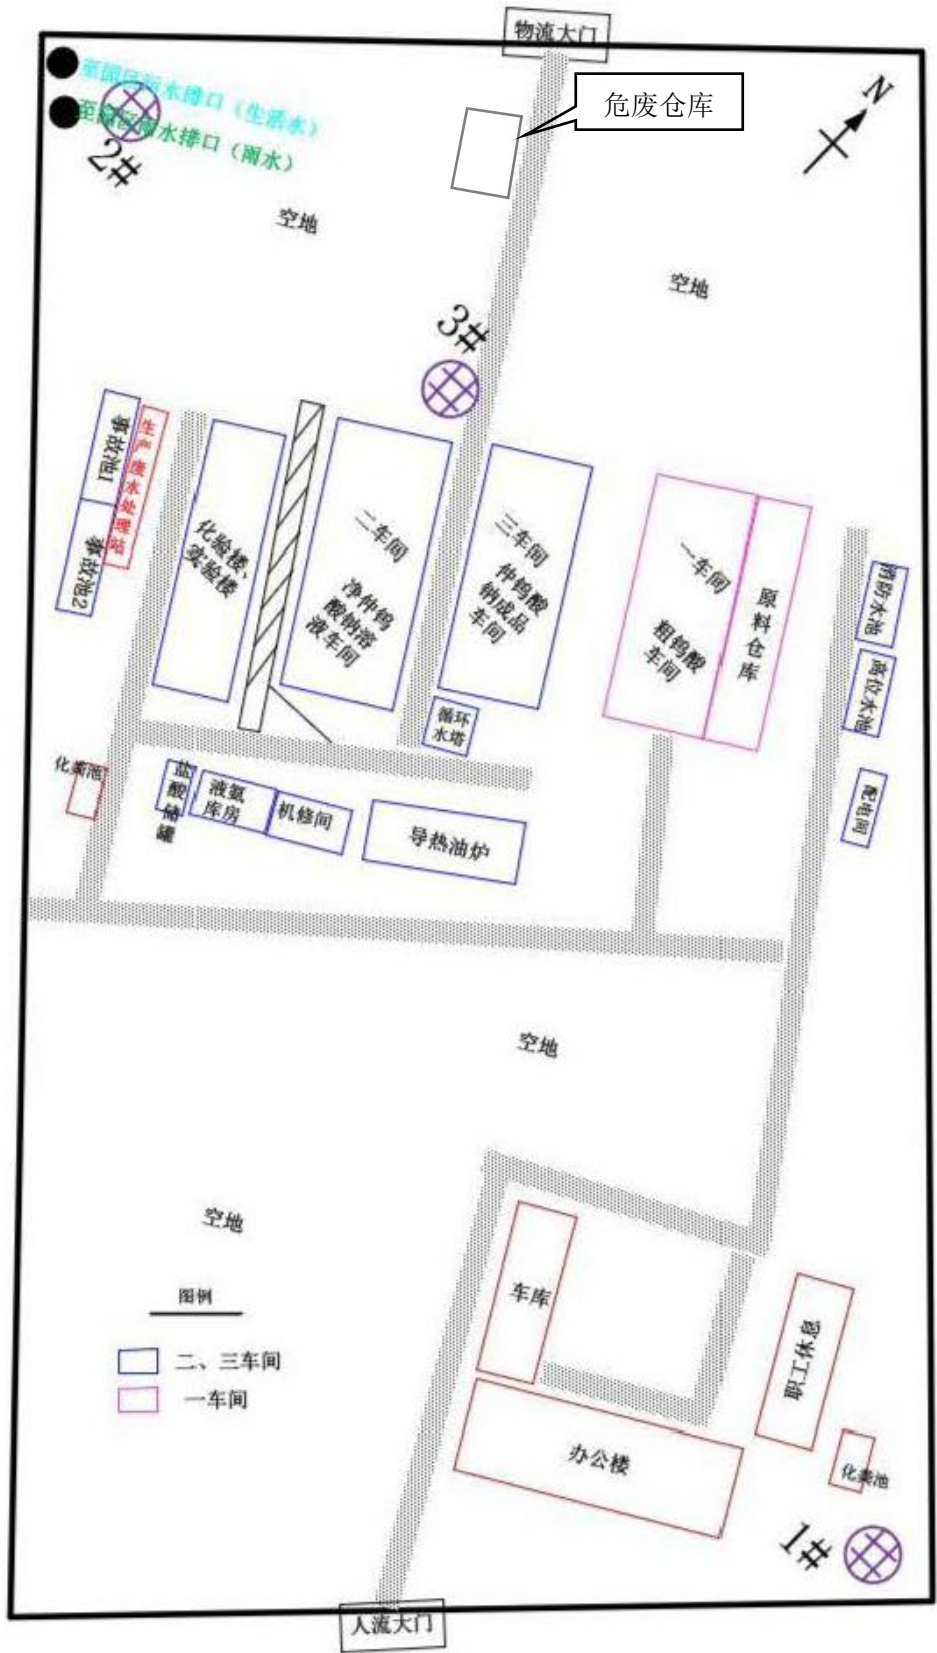 物流大门
危废仓库
N
至园区污水排口（生活水）
至园区雨水排口（雨水）
2#
空地
空地
3#
事故池1
事故池2
生产废水处理站
化验楼、
实验楼
二车间
净仲钨
酸钠溶
液车间
三车间
仲钨酸
钠成品
车间
一车间
粗钨酸
车间
原料仓库
消防水池
高位水池
配电间
循环
水塔
化粪池
盐酸储罐
液氨
库房
机修间
导热油炉
空地
空地
图例
二、三车间
一车间
车库
办公楼
职工休息
化粪池
1#
人流大门